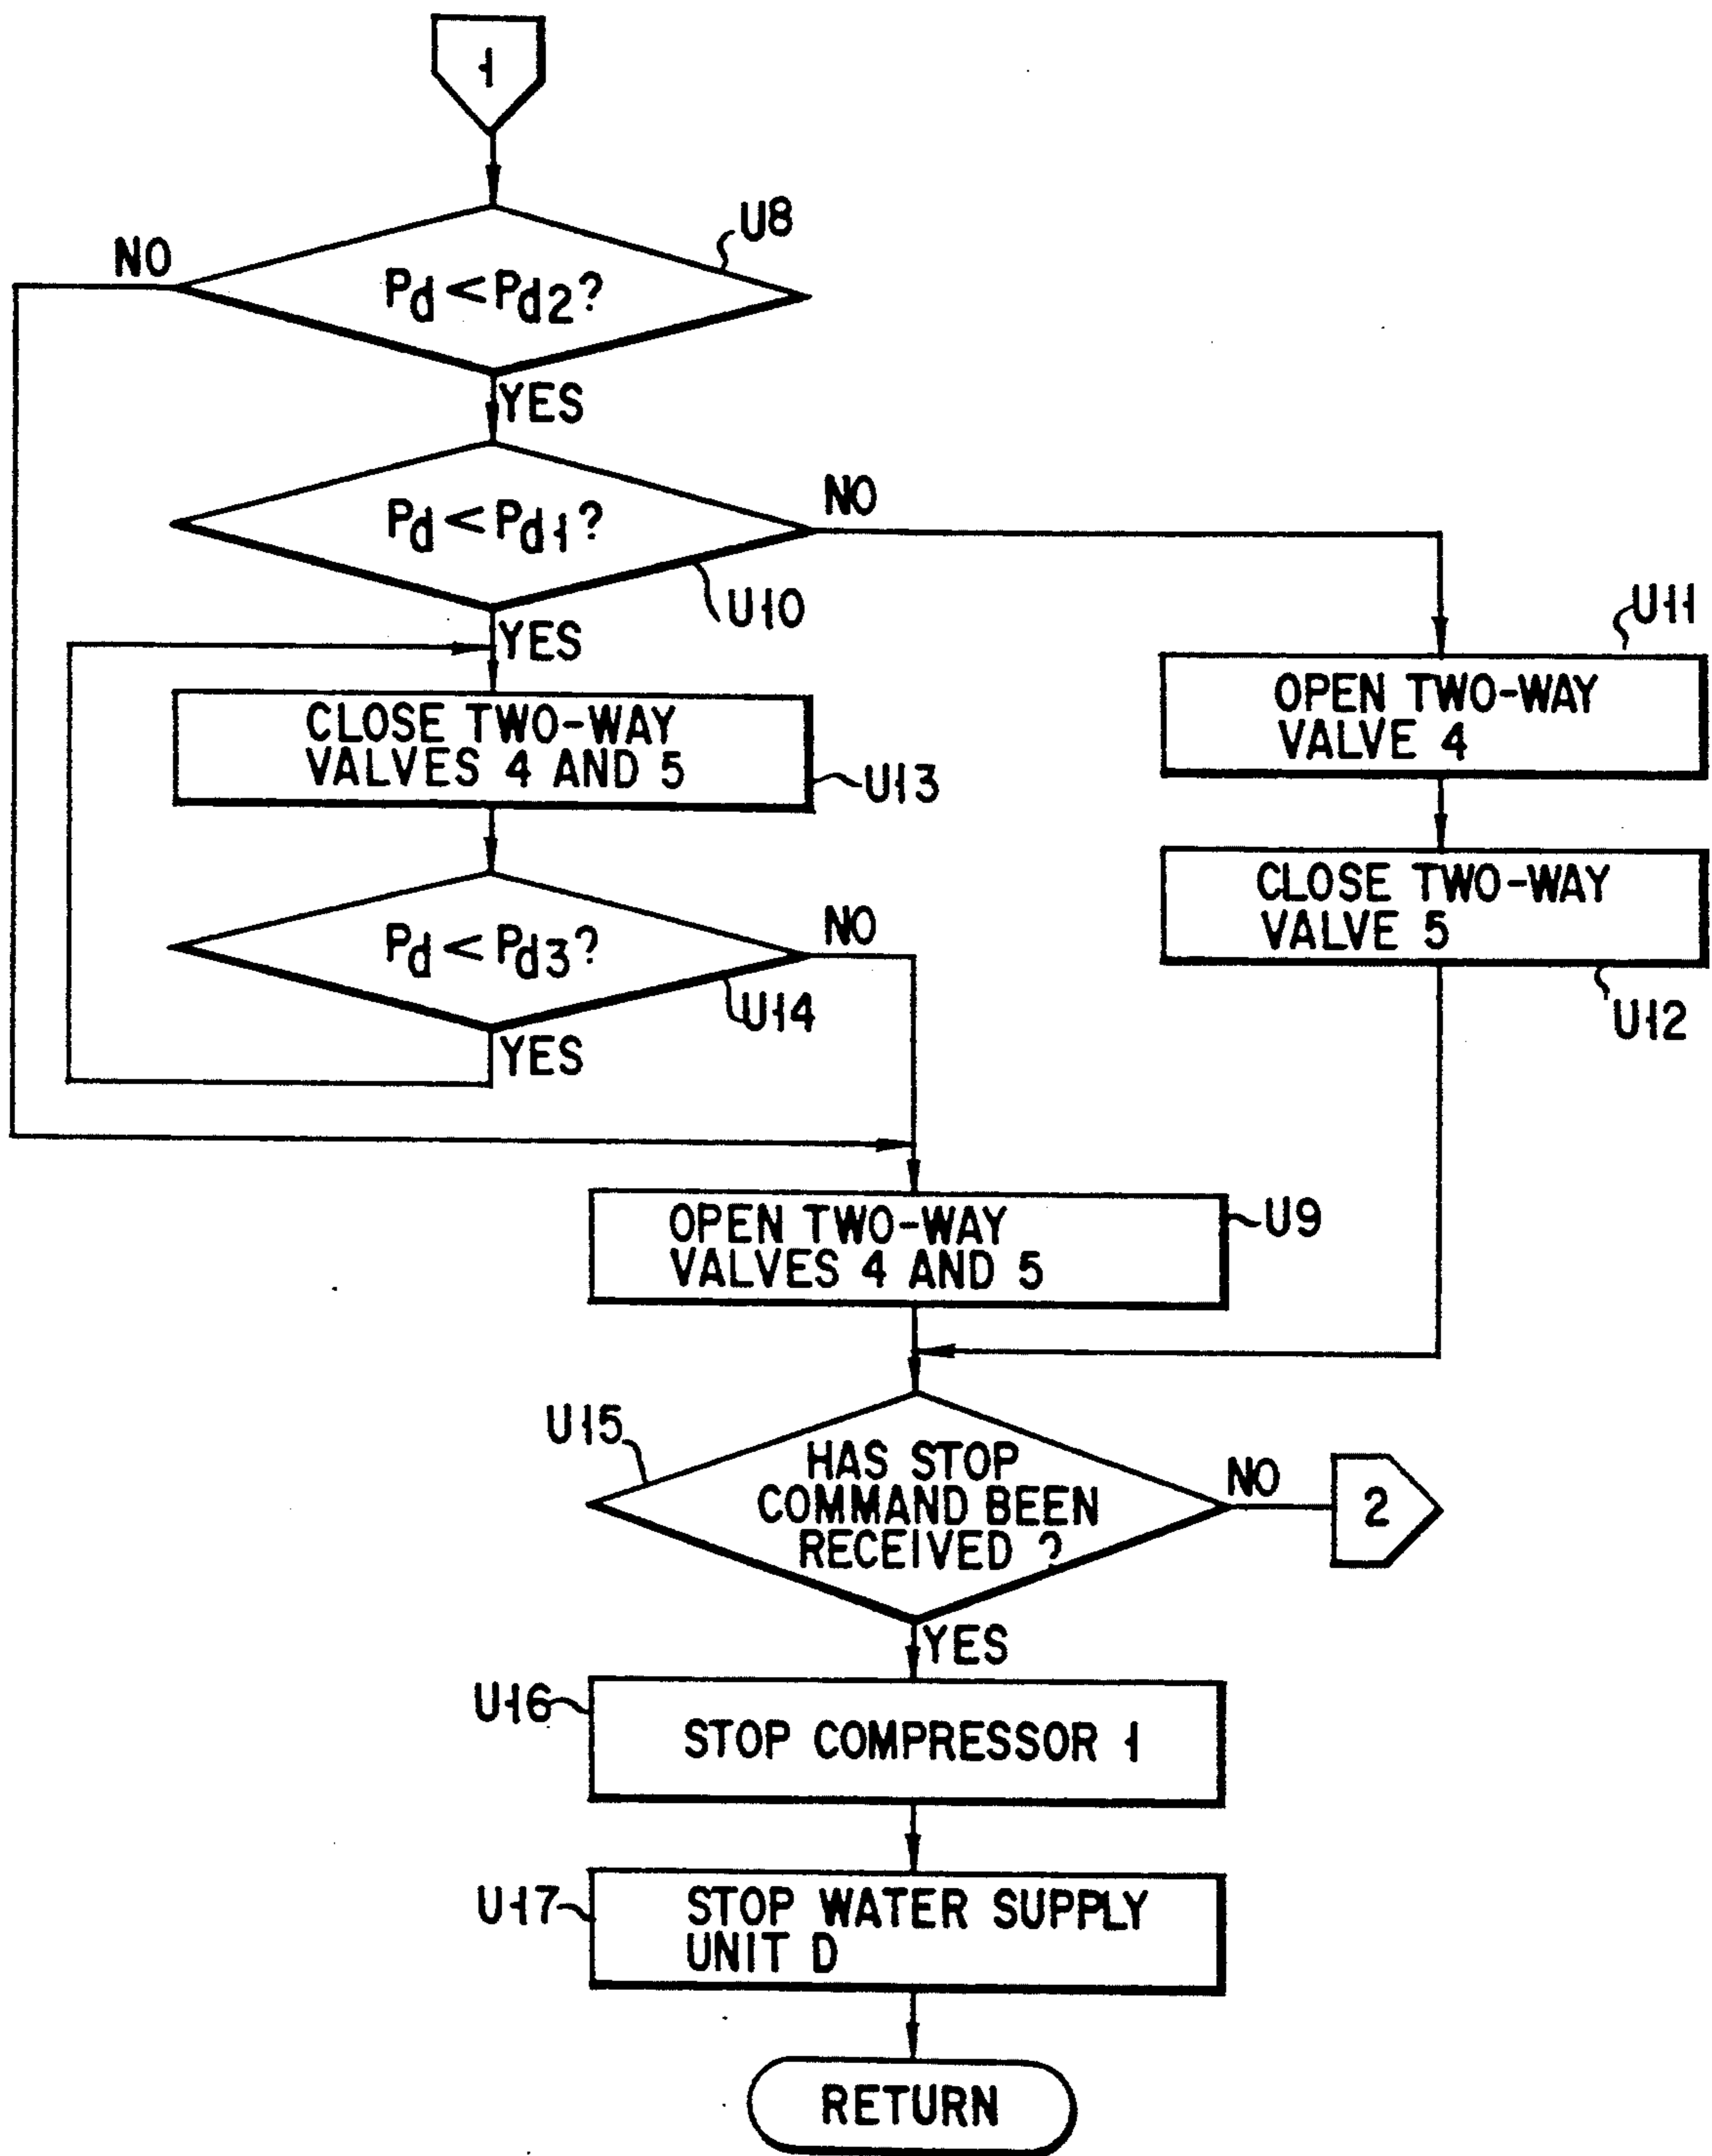 1
U8
NO
Pd < Pd2?
YES
NO
Pd < Pd1?
U10
YES
U11
OPEN TWO-WAY
VALVE 4
CLOSE TWO-WAY
VALVES 4 AND 5
U13
CLOSE TWO-WAY
VALVE 5
U12
NO
Pd < Pd3?
U14
YES
OPEN TWO-WAY
VALVES 4 AND 5
U9
U15
HAS STOP
COMMAND BEEN
RECEIVED ?
NO
2
YES
U16
STOP COMPRESSOR 1
U17
STOP WATER SUPPLY
UNIT D
RETURN